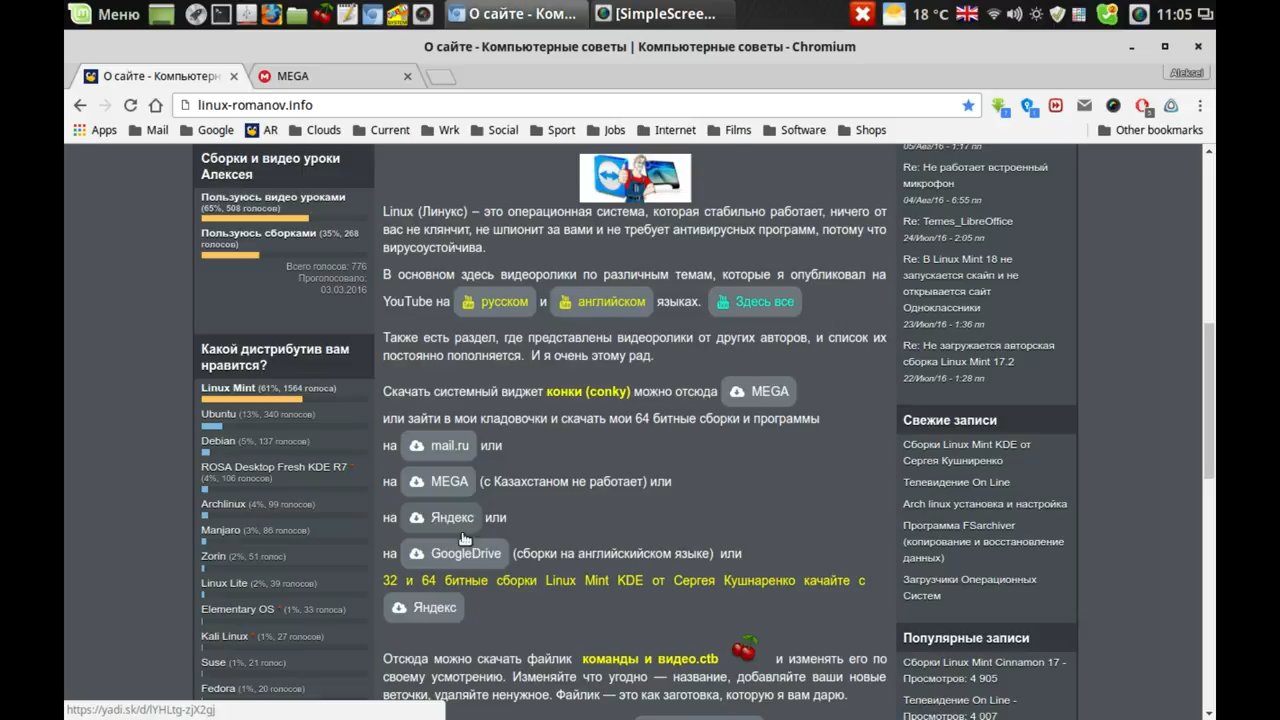 Меню
О сайте - Ком...
[SimpleScree...
18 °C
11:05
О сайте - Компьютерные советы | Компьютерные советы - Chromium
О сайте - Компьютерн
MEGA
Aleksei
linux-romanov.info
Apps
Mail
Google
AR
Clouds
Current
Wrk
Social
Sport
Jobs
Internet
Films
Software
Shops
Other bookmarks
Сборки и видео уроки
Алексея
Пользуюсь видео уроками
(65%, 508 голосов)
Пользуюсь сборками (35%, 268
голосов)
Всего голосов: 776
Проголосовало:
03.03.2016
Какой дистрибутив вам
нравится?
Linux Mint (61%, 1564 голоса)
Ubuntu (13%, 340 голосов)
Debian (5%, 137 голосов)
ROSA Desktop Fresh KDE R7 *
(4%, 106 голосов)
Archlinux (4%, 99 голосов)
Manjaro (3%, 86 голосов)
Zorin (2%, 51 голос)
Linux Lite (2%, 39 голосов)
Elementary OS * (1%, 33 голоса)
Kali Linux * (1%, 27 голосов)
Suse (1%, 21 голос)
Fedora (1%, 20 голосов)
https://yadi.sk/d/lYHLtg-zjX2gj
Linux (Линукс) – это операционная система, которая стабильно работает, ничего от
вас не клянчит, не шпионит за вами и не требует антивирусных программ, потому что
вирусоустойчива.
В основном здесь видеоролики по различным темам, которые я опубликовал на
YouTube на русском и английском языках. Здесь все
Также есть раздел, где представлены видеоролики от других авторов, и список их
постоянно пополняется. И я очень этому рад.
Скачать системный виджет конки (conky) можно отсюда MEGA
или зайти в мои кладовочки и скачать мои 64 битные сборки и программы
на mail.ru или
на MEGA (с Казахстаном не работает) или
на Яндекс или
на GoogleDrive (сборки на английскийском языке) или
32 и 64 битные сборки Linux Mint KDE от Сергея Кушнаренко качайте с
Яндекс
Отсюда можно скачать файлик команды и видео.ctb и изменять его по
своему усмотрению. Изменяйте что угодно — название, добавляйте ваши новые
веточки, удаляйте ненужное. Файлик — это как заготовка, которую я вам дарю.
05/Авг/16 - 1:17 пп
Re: Не работает встроенный
микрофон
04/Авг/16 - 6:55 пп
Re: Temes_LibreOffice
24/Июл/16 - 2:05 пп
Re: В Linux Mint 18 не
запускается скайп и не
открывается сайт
Одноклассники
23/Июл/16 - 1:36 пп
Re: Не загружается авторская
сборка Linux Mint 17.2
22/Июл/16 - 1:28 пп
Свежие записи
Сборки Linux Mint KDE от
Сергея Кушниренко
Телевидение On Line
Arch linux установка и настройка
Программа FSarchiver
(копирование и восстановление
данных)
Загрузчики Операционных
Систем
Популярные записи
Сборки Linux Mint Cinnamon 17 -
Просмотров: 4 905
Телевидение On Line -
Просмотров: 4 007